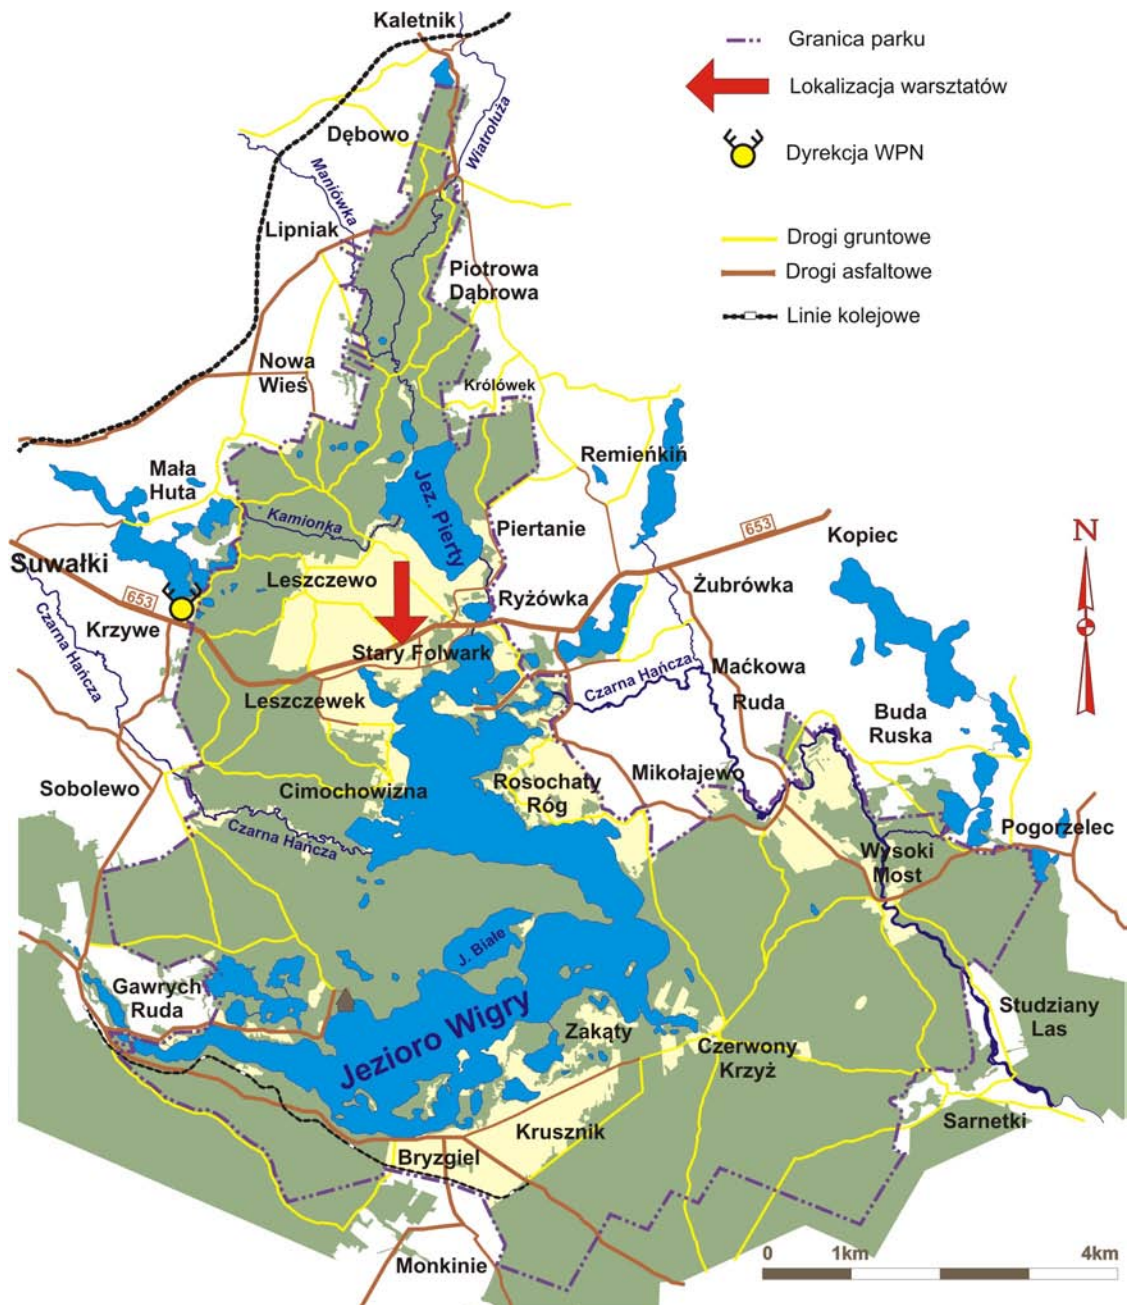 Kaletnik
Granica parku
Lokalizacja warsztatów
Dyrekcja WPN
Drogi gruntowe
Drogi asfaltowe
Linie kolejowe
Dębowo
Wiatrołuża
Maniówka
Lipniak
Piotrowa
Dąbrowa
Nowa
Wieś
Królówek
Mała
Huta
Remieńkiń
Jez. Pierty
Kamionka
Piertanie
653
Kopiec
N
Suwałki
Leszczewo
Żubrówka
653
Ryżówka
Krzywe
Czarna Hańcza
Stary Folwark
Czarna Hańcza
Maćkowa
Ruda
Leszczewek
Buda
Ruska
Sobolewo
Cimochowizna
Rosochaty
Róg
Mikołajewo
Czarna Hańcza
Pogorzelec
Wysoki
Most
J. Białe
Gawrych
Ruda
Jezioro Wigry
Zakąty
Studziany
Las
Czerwony
Krzyż
Krusznik
Sarnetki
Bryzgiel
Monkinie
0 1km 4km